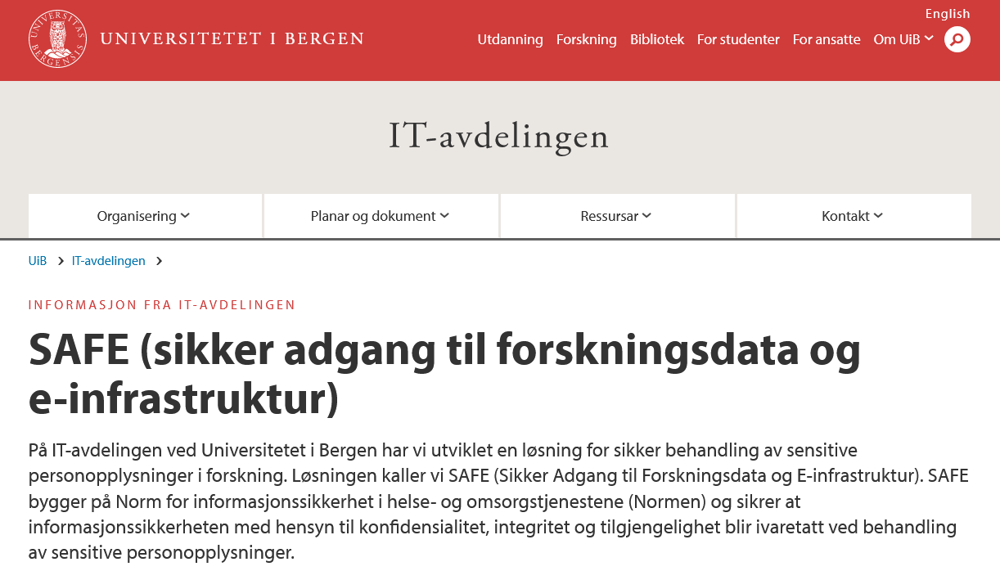 English
UNIVERSITAS BERGENSIS
UNIVERSITETET I BERGEN
Utdanning Forskning Bibliotek For studenter For ansatte Om UiB
IT-avdelingen
Organisering Planar og dokument Ressursar Kontakt
UiB IT-avdelingen
INFORMASJON FRA IT-AVDELINGEN
SAFE (sikker adgang til forskningsdata og
e-infrastruktur)
På IT-avdelingen ved Universitetet i Bergen har vi utviklet en løsning for sikker behandling av sensitive
personopplysninger i forskning. Løsningen kaller vi SAFE (Sikker Adgang til Forskningsdata og E-infrastruktur). SAFE
bygger på Norm for informasjonssikkerhet i helse- og omsorgstjenestene (Normen) og sikrer at
informasjonssikkerheten med hensyn til konfidensialitet, integritet og tilgjengelighet blir ivaretatt ved behandling
av sensitive personopplysninger.